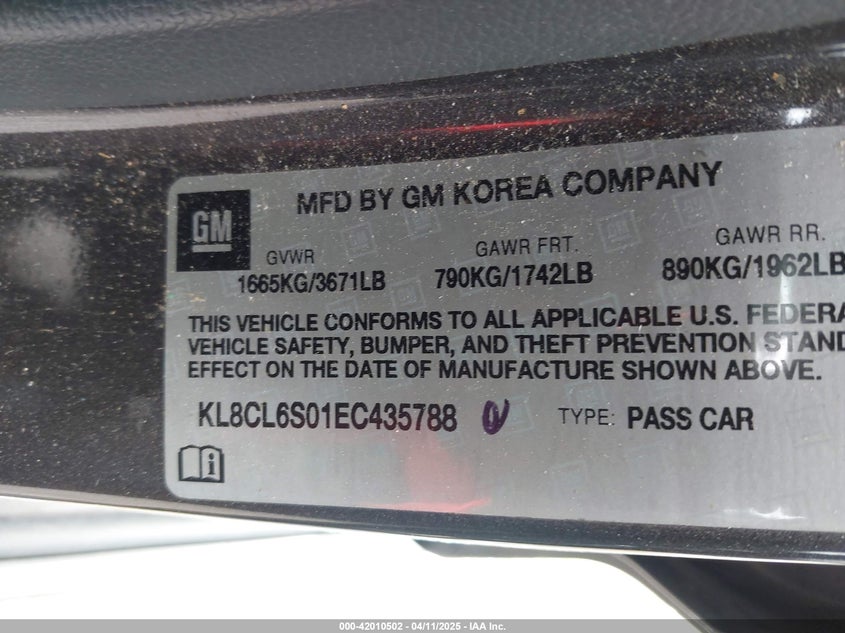 MFD BY GM KOREA COMPANY
GM
GVWR GAWR FRT. GAWR RR.
1665KG/3671LB 790KG/1742LB 890KG/1962LB
THIS VEHICLE CONFORMS TO ALL APPLICABLE U.S. FEDERA
VEHICLE SAFETY, BUMPER, AND THEFT PREVENTION STAND
EFFECT ON THE DATE OF MANUFACTURE SHOWN ABOVE.
KL8CL6S01EC435788 TYPE: PASS CAR
000-42010502 - 04/11/2025 - IAA Inc.